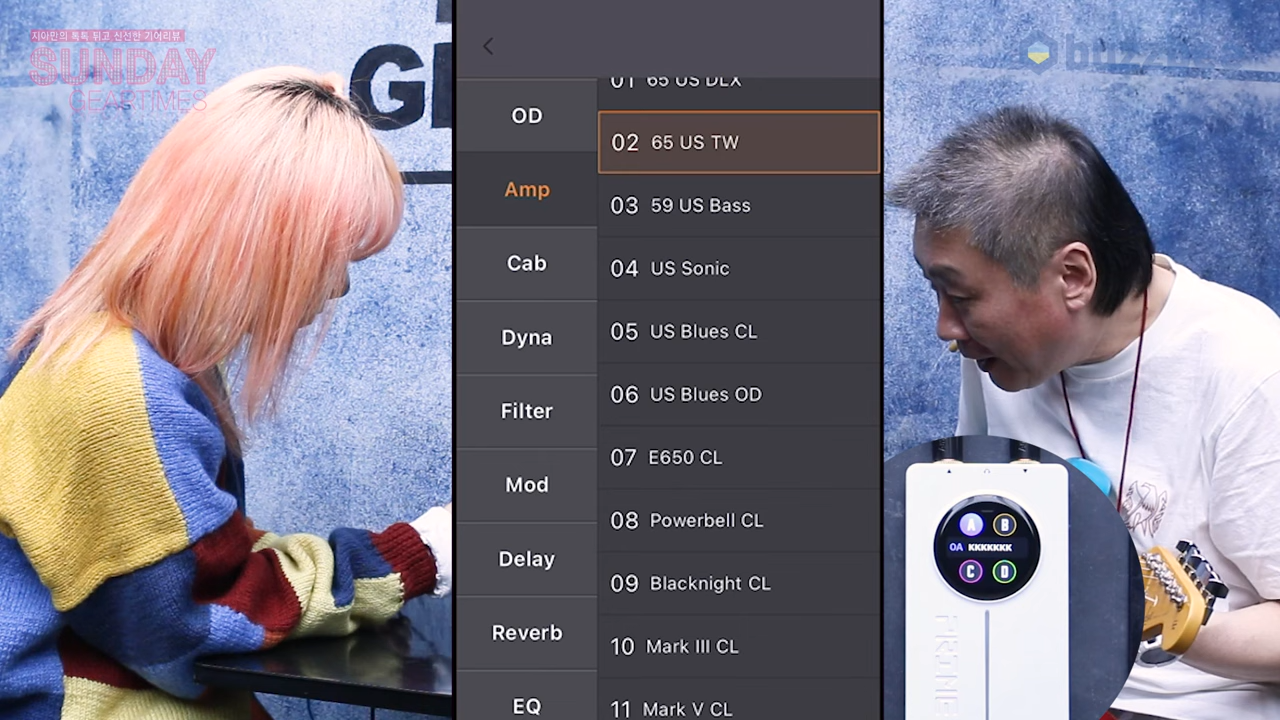 지아만의 톡톡 튀고 신선한 기어리뷰
SUNDAY
GEARTIMES
G
OD
Amp
Cab
Dyna
Filter
Mod
Delay
Reverb
EQ
01 65 US DLX
02 65 US TW
03 59 US Bass
04 US Sonic
05 US Blues CL
06 US Blues OD
07 E650 CL
08 Powerbell CL
09 Blacknight CL
10 Mark III CL
11 Mark V CL
A B
0A KKKKKKK
C D
PRIME